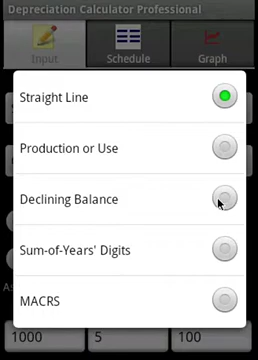 Depreciation Calculator Professional
Input
Schedule
Graph
Straight Line
Production or Use
Declining Balance
Sum-of-Years' Digits
MACRS
1000
5
100